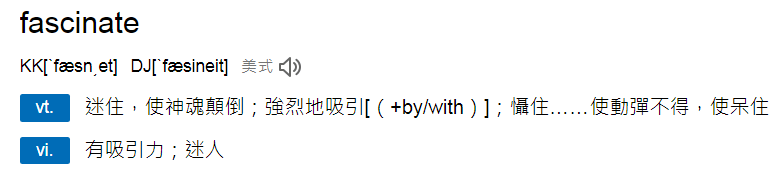 fascinate
KK[ˋfæsn͵et] DJ[ˋfæsineit] 美式
vt. 迷住，使神魂顛倒；強烈地吸引[（+by/with）]；懾住……使動彈不得，使呆住
vi. 有吸引力；迷人